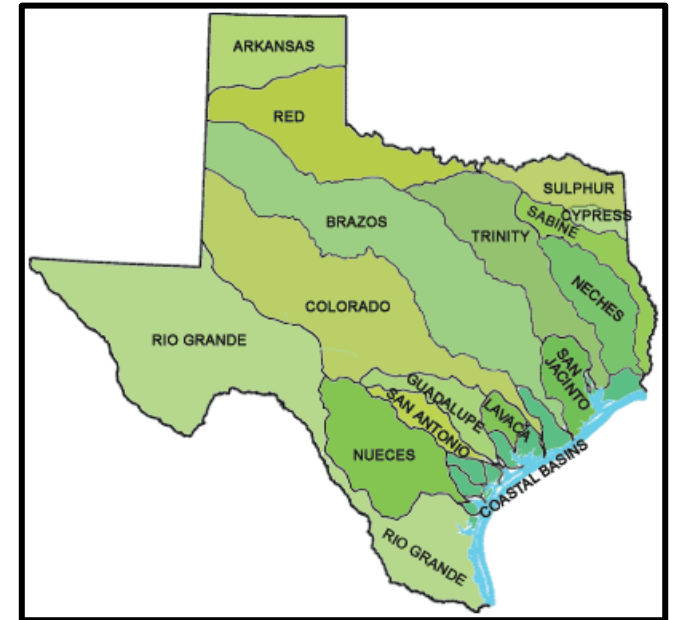 ARKANSAS
RED
SULPHUR
CYPRESS
SABINE
BRAZOS
TRINITY
NECHES
COLORADO
RIO GRANDE
SAN
JACINTO
GUADALUPE
SAN ANTONIO
LAVACA
NUECES
COASTAL BASINS
RIO GRANDE